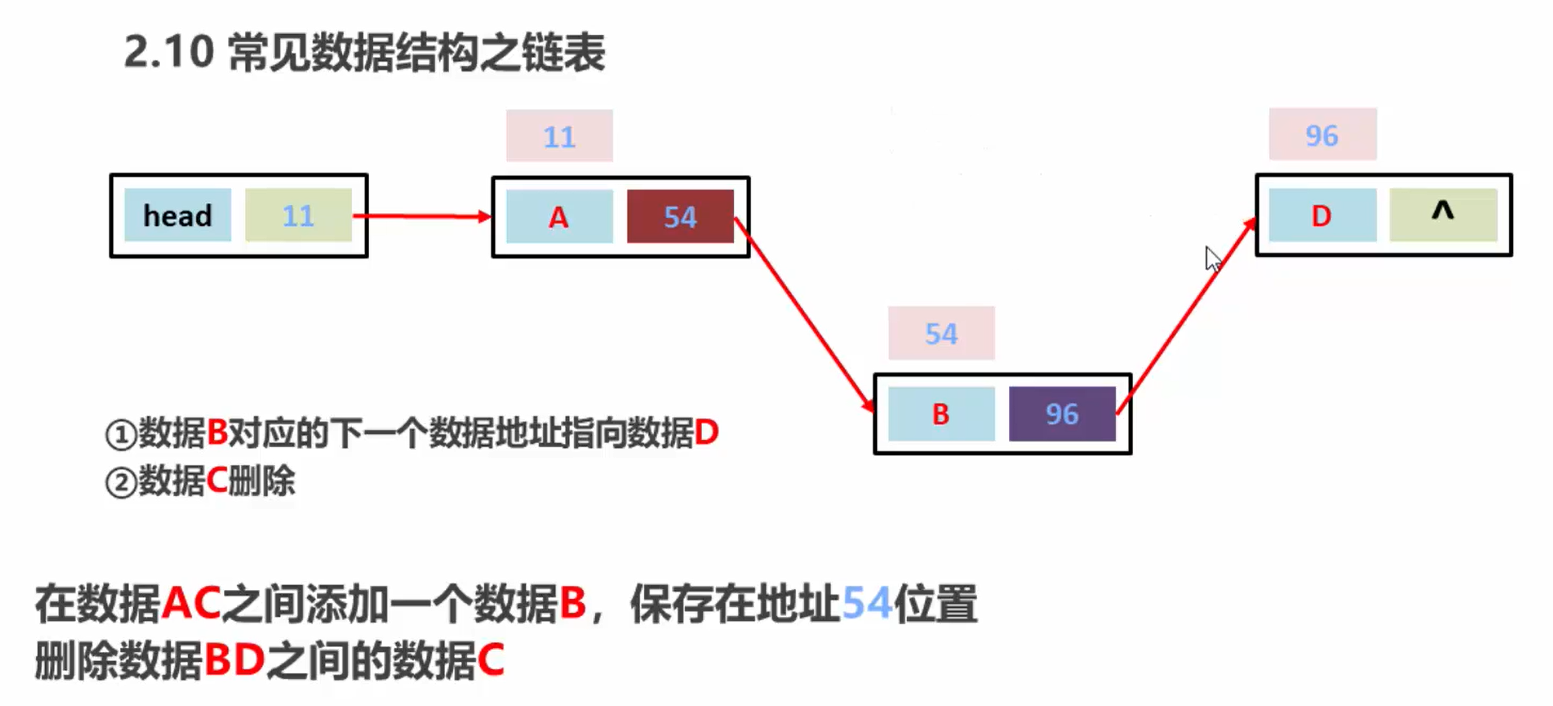 2.10 常见数据结构之链表
11
96
head 11
A 54
D ^
54
B 96
①数据B对应的下一个数据地址指向数据D
②数据C删除
在数据AC之间添加一个数据B，保存在地址54位置
删除数据BD之间的数据C